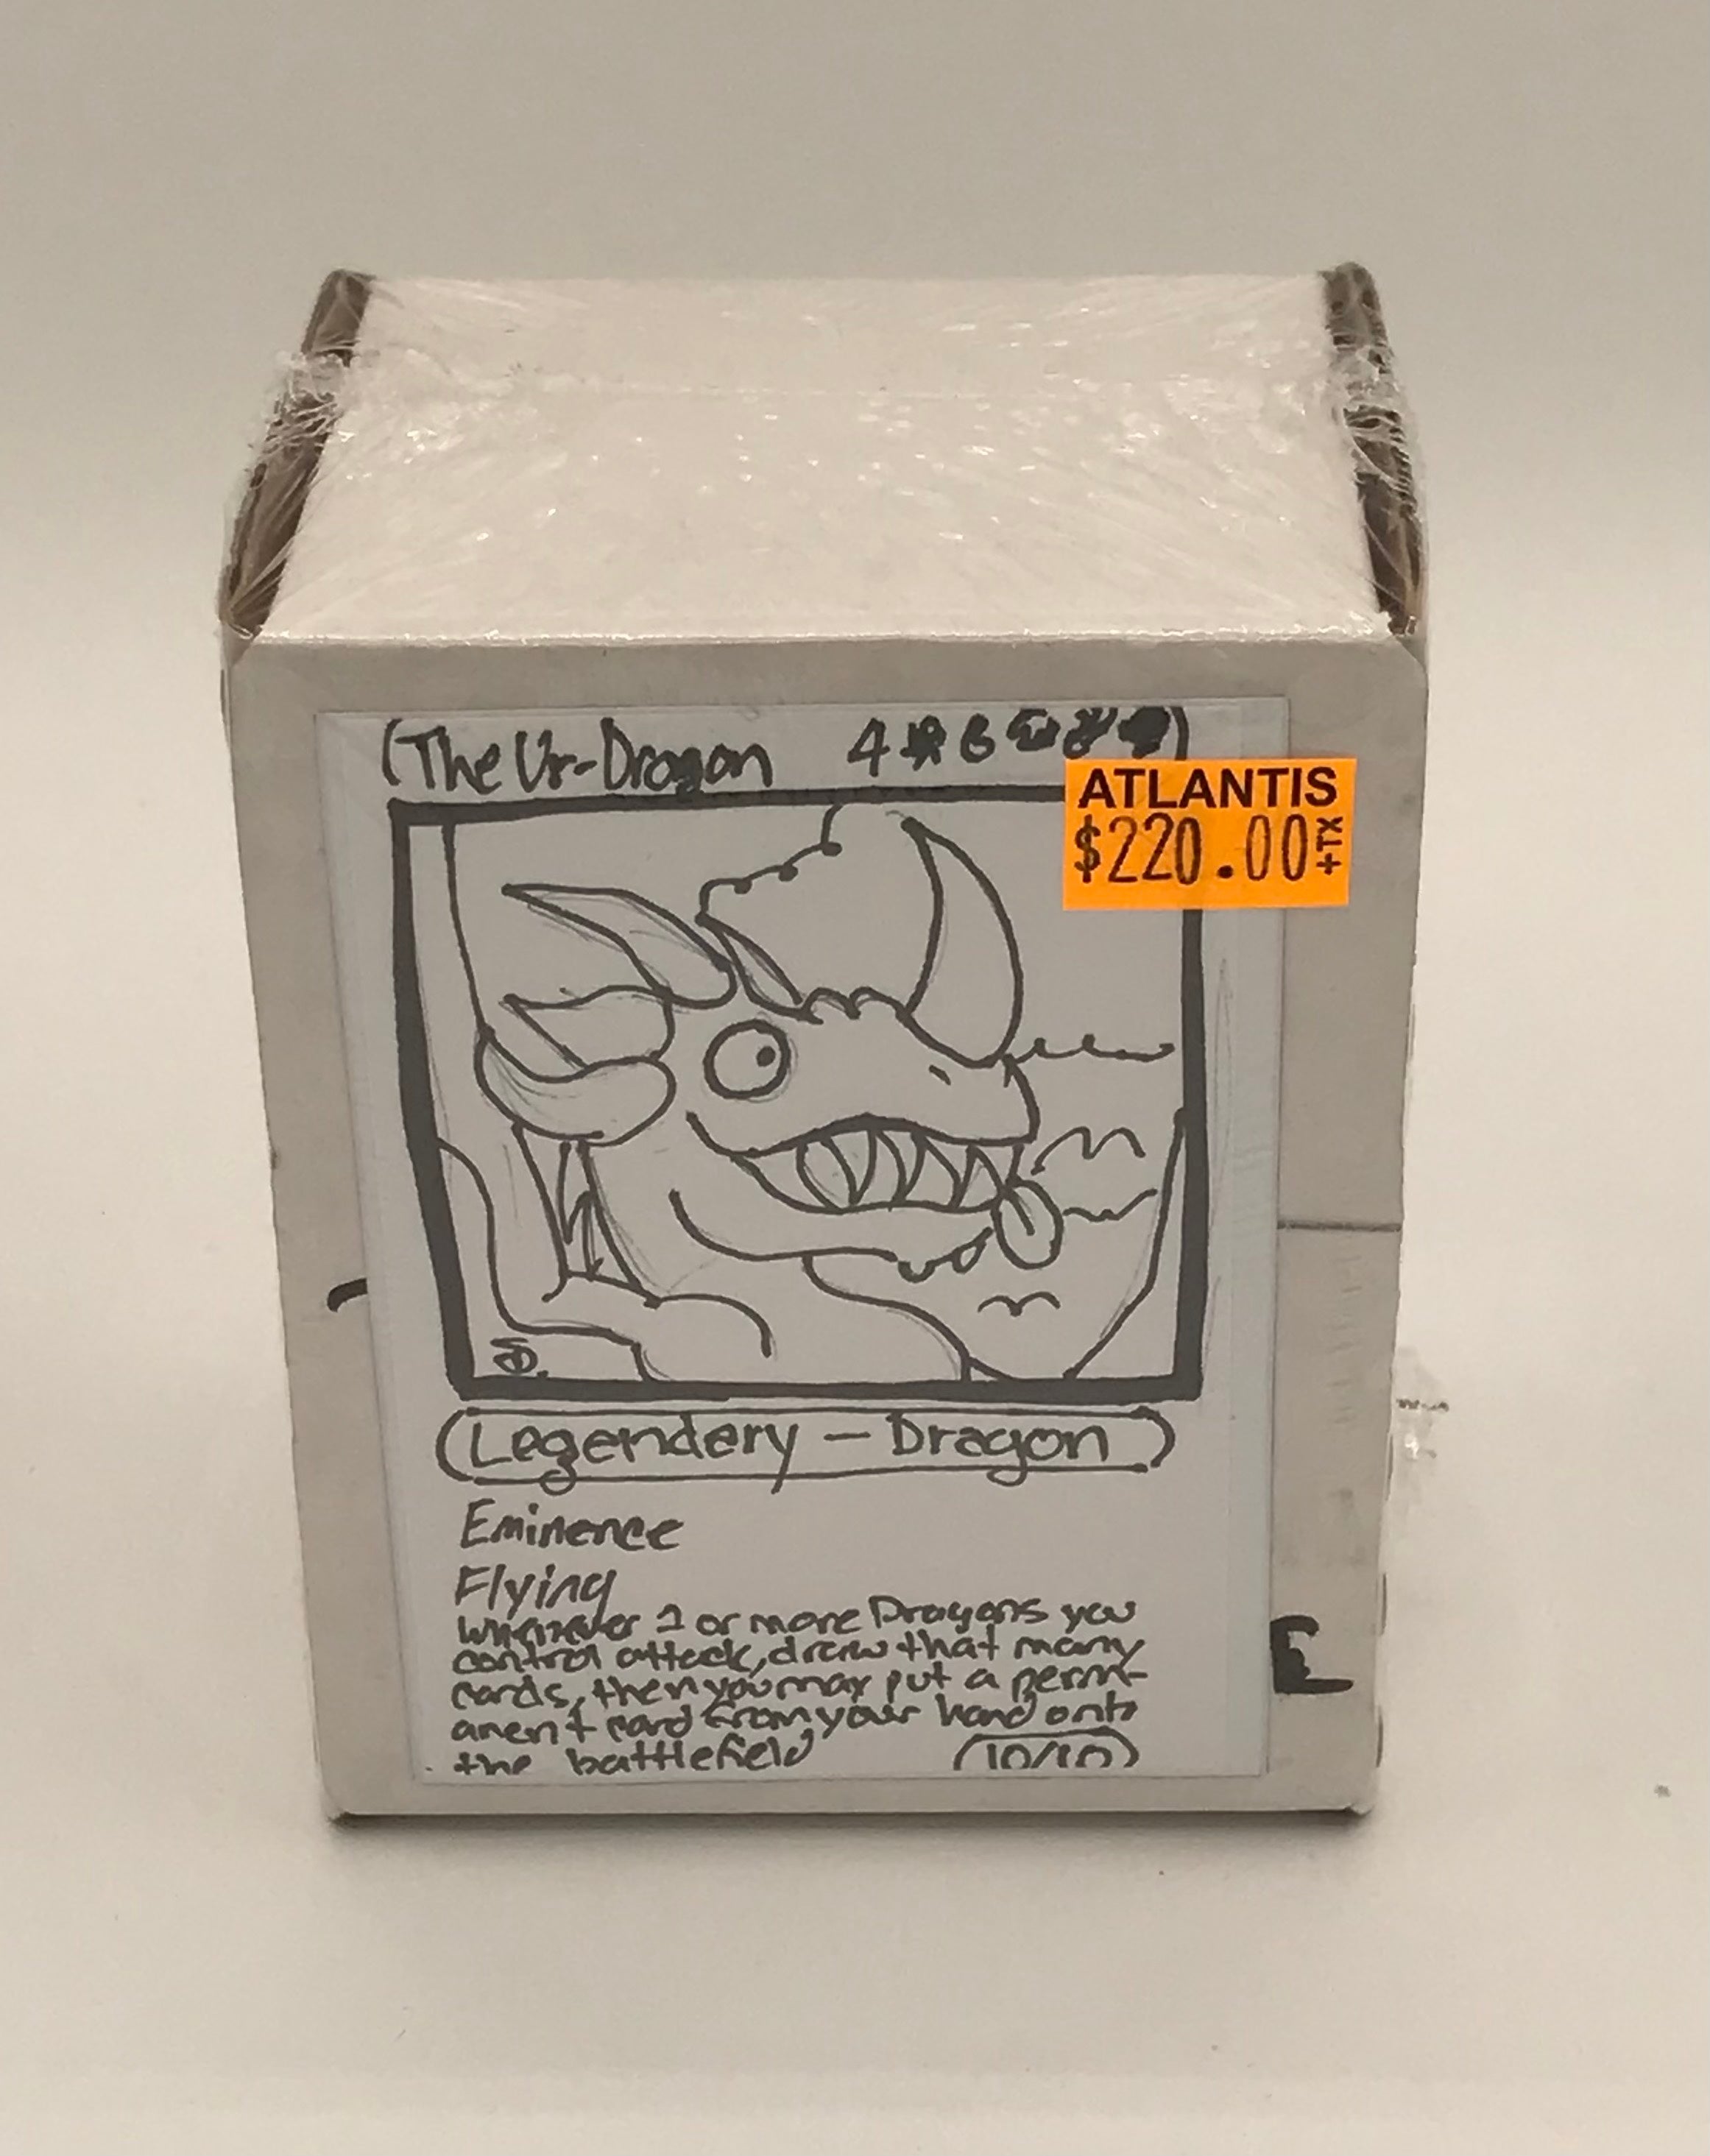 The Ur-Dragon 4
ATLANTIS
$220.00 +TX
Legendery — Dragon
Eminence
Flying
Whenever 1 or more Dragons you
control attack, draw that many
cards, then you may put a perm-
anent card from your hand onto
the battlefield (10/10)
E